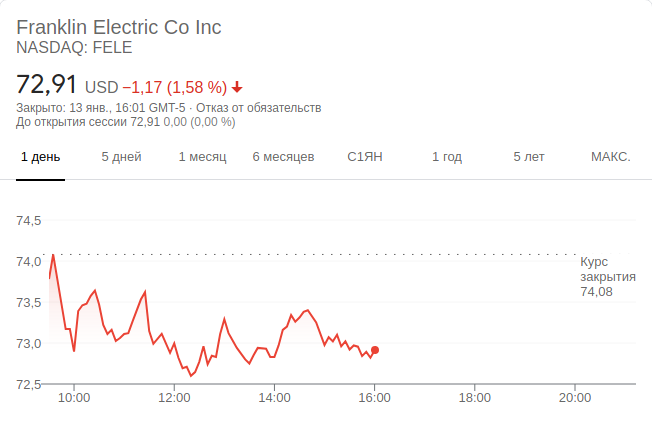 Franklin Electric Co Inc
NASDAQ: FELE
72,91 USD −1,17 (1,58 %)
Закрыто: 13 янв., 16:01 GMT-5 · Отказ от обязательств
До открытия сессии 72,91 0,00 (0,00 %)
1 день 5 дней 1 месяц 6 месяцев С1ЯН 1 год 5 лет МАКС.
74,5
74,0
73,5
73,0
72,5
Курс
закрытия
74,08
10:00 12:00 14:00 16:00 18:00 20:00